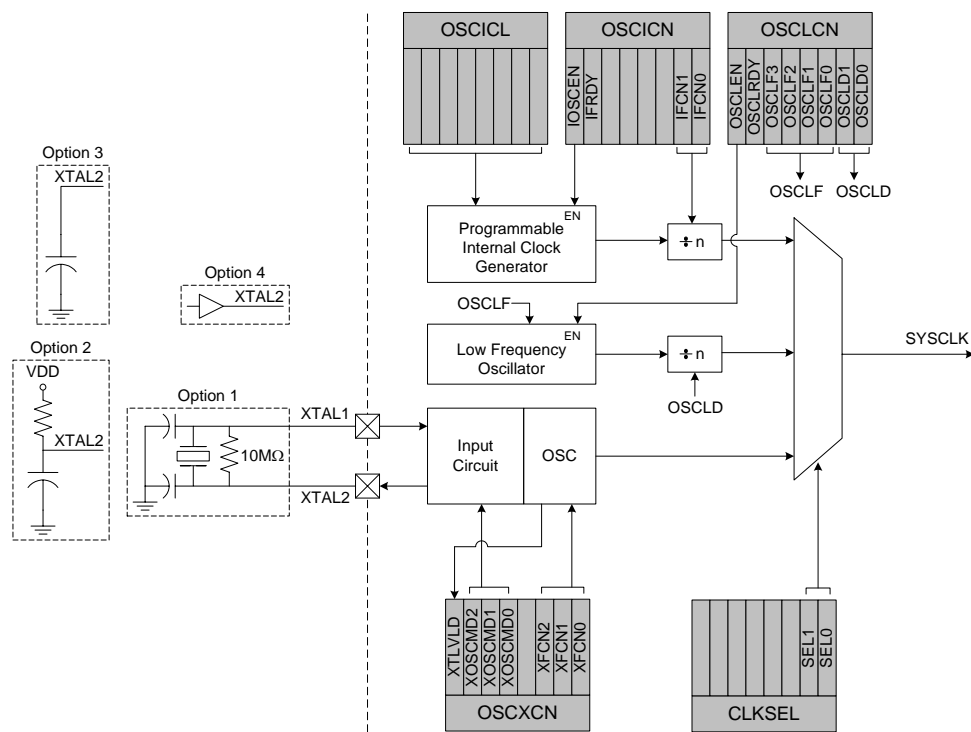 OSCICL
OSCICN
OSCLCN
IOSCEN
IFRDY
IFCN1
IFCN0
OSCLEN
OSCLRDY
OSCLF3
OSCLF2
OSCLF1
OSCLF0
OSCLD1
OSCLD0
Option 3
XTAL2
OSCLF
OSCLD
EN
Programmable
Internal Clock
Generator
÷ n
Option 4
XTAL2
OSCLF
EN
Low Frequency
Oscillator
÷ n
OSCLD
SYSCLK
Option 2
VDD
XTAL2
Option 1
10MΩ
XTAL1
XTAL2
Input
Circuit
OSC
XTLVLD
XOSCMD2
XOSCMD1
XOSCMD0
XFCN2
XFCN1
XFCN0
OSCXCN
SEL1
SEL0
CLKSEL